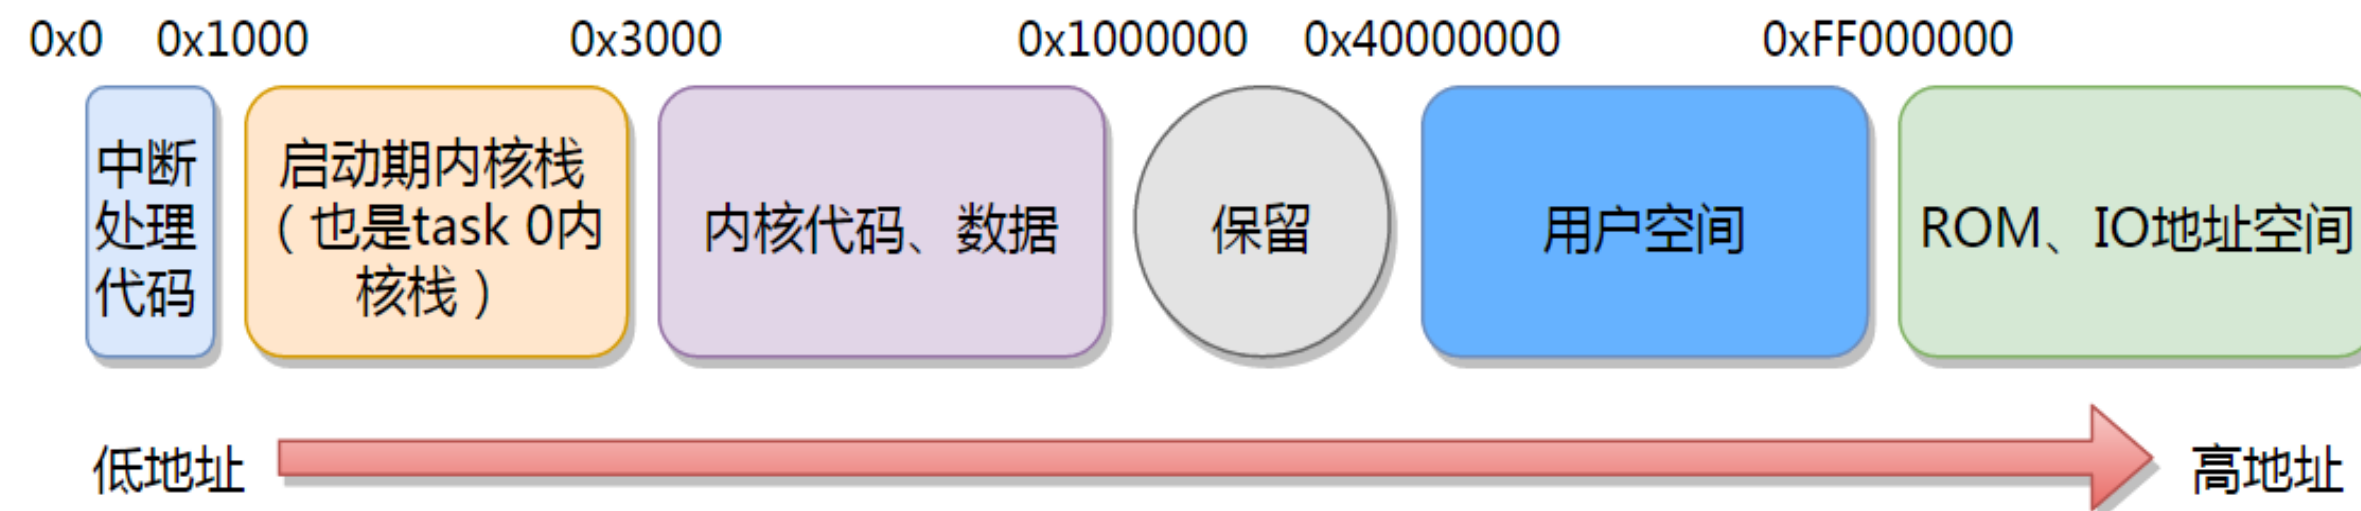 0x0 0x1000 0x3000 0x1000000 0x40000000 0xFF000000
中断
处理
代码
启动期内核栈
（也是task 0内
核栈）
内核代码、数据
保留
用户空间
ROM、IO地址空间
低地址
高地址